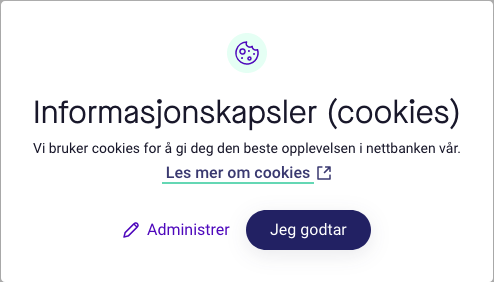 Informasjonskapsler (cookies)
Vi bruker cookies for å gi deg den beste opplevelsen i nettbanken vår.
Les mer om cookies
Administrer
Jeg godtar